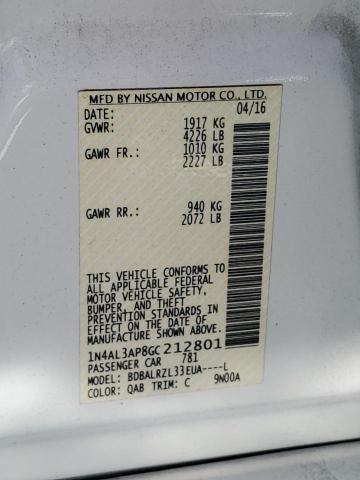 MFD BY NISSAN MOTOR CO., LTD.
DATE: 04/16
GVWR: 1917 KG
4226 LB
GAWR FR: 1010 KG
2227 LB
GAWR RR: 940 KG
2072 LB
THIS VEHICLE CONFORMS TO
ALL APPLICABLE FEDERAL
MOTOR VEHICLE SAFETY,
BUMPER, AND THEFT
PREVENTION STANDARDS IN
EFFECT ON THE DATE OF
MANUFACTURE SHOWN ABOVE.
1N4AL3AP8GC212801
PASSENGER CAR 781
MODEL: BDBALRZL33EUA----L
COLOR: QAB TRIM: C 9N00A